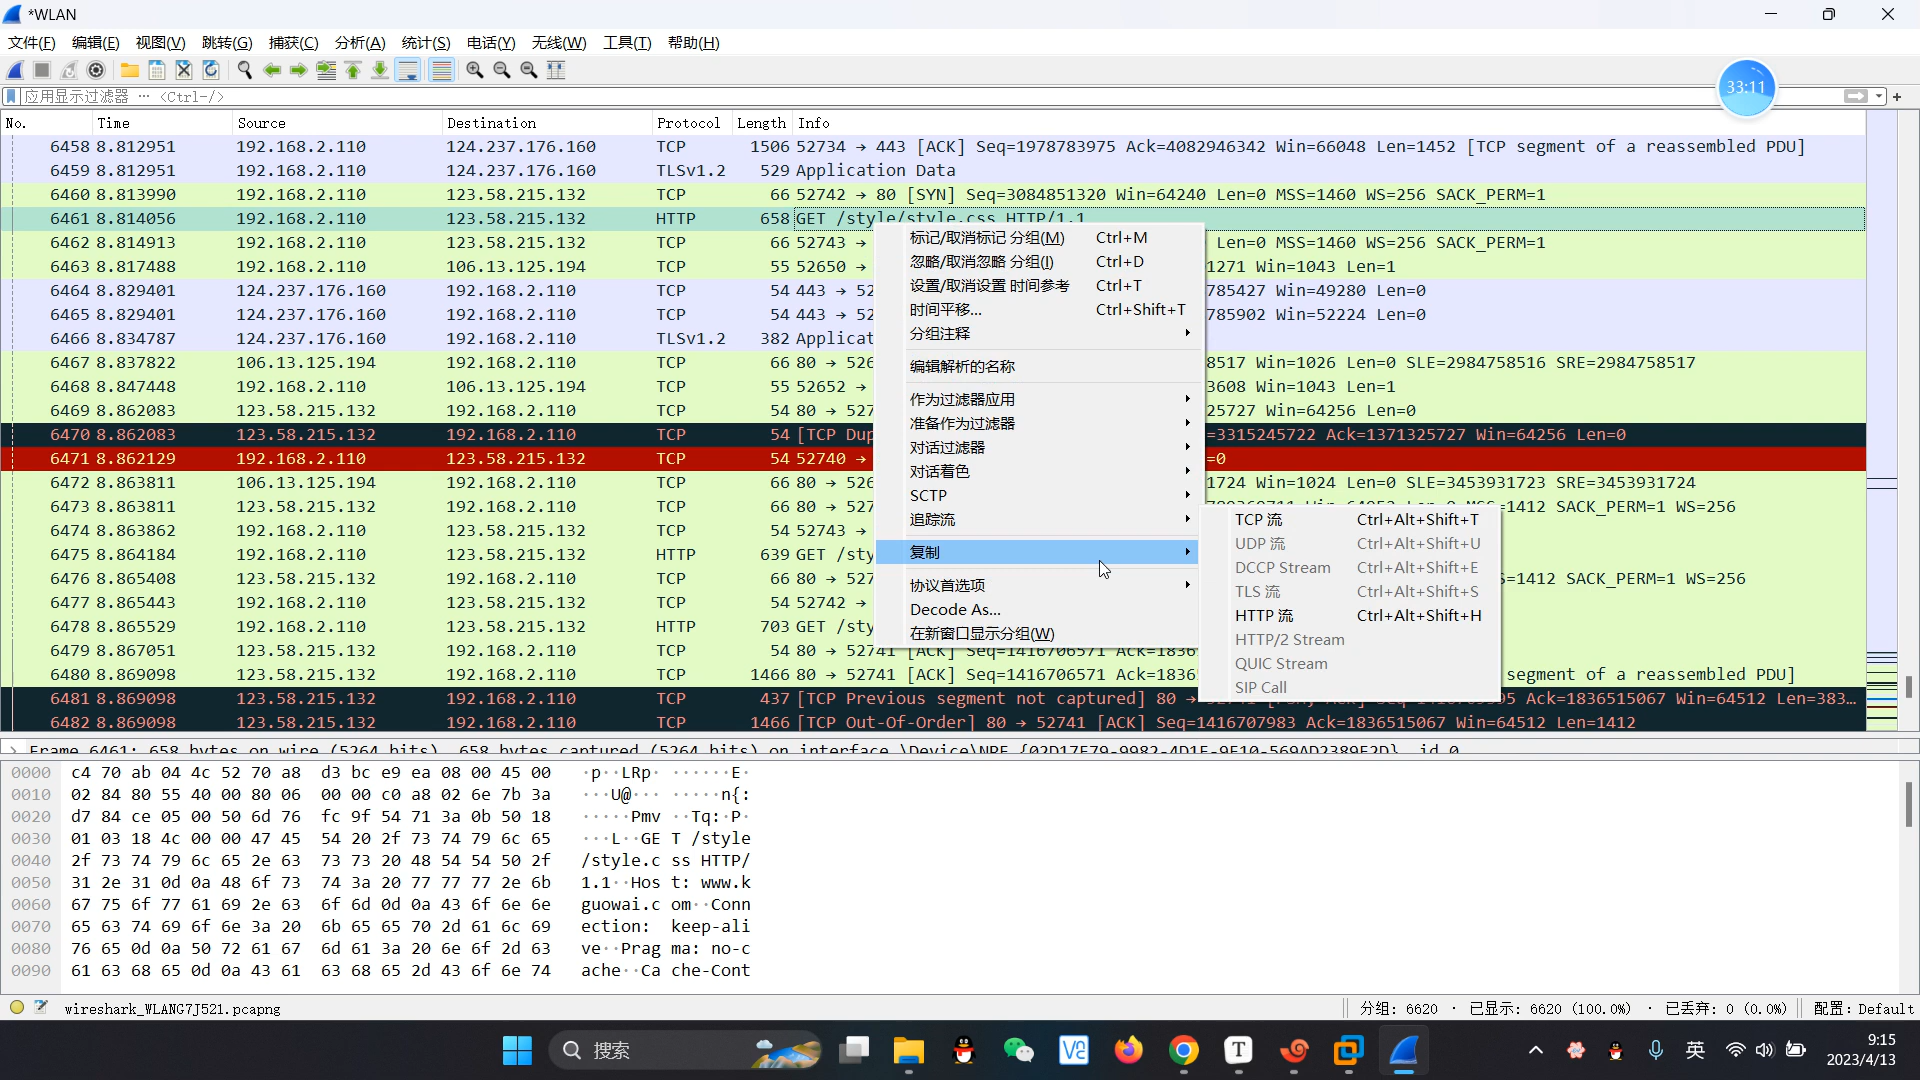 *WLAN
文件(F) 编辑(E) 视图(V) 跳转(G) 捕获(C) 分析(A) 统计(S) 电话(Y) 无线(W) 工具(T) 帮助(H)
应用显示过滤器 … <Ctrl-/>
33:11
No. Time Source Destination Protocol Length Info
6458 8.812951 192.168.2.110 124.237.176.160 TCP 1506 52734 → 443 [ACK] Seq=1978783975 Ack=4082946342 Win=66048 Len=1452 [TCP segment of a reassembled PDU]
6459 8.812951 192.168.2.110 124.237.176.160 TLSv1.2 529 Application Data
6460 8.813990 192.168.2.110 123.58.215.132 TCP 66 52742 → 80 [SYN] Seq=3084851320 Win=64240 Len=0 MSS=1460 WS=256 SACK_PERM=1
6461 8.814056 192.168.2.110 123.58.215.132 HTTP 658 GET /style/style.css HTTP/1.1
6462 8.814913 192.168.2.110 123.58.215.132 TCP 66 52743 → Len=0 MSS=1460 WS=256 SACK_PERM=1
6463 8.817488 192.168.2.110 106.13.125.194 TCP 55 52650 → 1271 Win=1043 Len=1
6464 8.829401 124.237.176.160 192.168.2.110 TCP 54 443 → 52 785427 Win=49280 Len=0
6465 8.829401 124.237.176.160 192.168.2.110 TCP 54 443 → 52 785902 Win=52224 Len=0
6466 8.834787 124.237.176.160 192.168.2.110 TLSv1.2 382 Applicat
6467 8.837822 106.13.125.194 192.168.2.110 TCP 66 80 → 526 8517 Win=1026 Len=0 SLE=2984758516 SRE=2984758517
6468 8.847448 192.168.2.110 106.13.125.194 TCP 55 52652 → 3608 Win=1043 Len=1
6469 8.862083 123.58.215.132 192.168.2.110 TCP 54 80 → 527 25727 Win=64256 Len=0
6470 8.862083 123.58.215.132 192.168.2.110 TCP 54 [TCP Dup =3315245722 Ack=1371325727 Win=64256 Len=0
6471 8.862129 192.168.2.110 123.58.215.132 TCP 54 52740 → =0
6472 8.863811 106.13.125.194 192.168.2.110 TCP 66 80 → 526 1724 Win=1024 Len=0 SLE=3453931723 SRE=3453931724
6473 8.863811 123.58.215.132 192.168.2.110 TCP 66 80 → 527 =1412 SACK_PERM=1 WS=256
6474 8.863862 192.168.2.110 123.58.215.132 TCP 54 52743 →
6475 8.864184 192.168.2.110 123.58.215.132 HTTP 639 GET /sty
6476 8.865408 123.58.215.132 192.168.2.110 TCP 66 80 → 527 S=1412 SACK_PERM=1 WS=256
6477 8.865443 192.168.2.110 123.58.215.132 TCP 54 52742 →
6478 8.865529 192.168.2.110 123.58.215.132 HTTP 703 GET /sty
6479 8.867051 123.58.215.132 192.168.2.110 TCP 54 80 → 52741 [ACK] Seq=1416706571 Ack=1836
6480 8.869098 123.58.215.132 192.168.2.110 TCP 1466 80 → 52741 [ACK] Seq=1416706571 Ack=1836 segment of a reassembled PDU]
6481 8.869098 123.58.215.132 192.168.2.110 TCP 437 [TCP Previous segment not captured] 80 → Ack=1836515067 Win=64512 Len=383…
6482 8.869098 123.58.215.132 192.168.2.110 TCP 1466 [TCP Out-Of-Order] 80 → 52741 [ACK] Seq=1416707983 Ack=1836515067 Win=64512 Len=1412
标记/取消标记 分组(M) Ctrl+M
忽略/取消忽略 分组(I) Ctrl+D
设置/取消设置 时间参考 Ctrl+T
时间平移... Ctrl+Shift+T
分组注释
编辑解析的名称
作为过滤器应用
准备作为过滤器
对话过滤器
对话着色
SCTP
追踪流
复制
协议首选项
Decode As...
在新窗口显示分组(W)
TCP 流 Ctrl+Alt+Shift+T
UDP 流 Ctrl+Alt+Shift+U
DCCP Stream Ctrl+Alt+Shift+E
TLS 流 Ctrl+Alt+Shift+S
HTTP 流 Ctrl+Alt+Shift+H
HTTP/2 Stream
QUIC Stream
SIP Call
Frame 6461: 658 bytes on wire (5264 bits), 658 bytes captured (5264 bits) on interface \Device\NPF_{02D17E79-9982-4D1F-9F10-569AD2389F2D}, id 0
0000 c4 70 ab 04 4c 52 70 a8 d3 bc e9 ea 08 00 45 00 ·p··LRp· ······E·
0010 02 84 80 55 40 00 80 06 00 00 c0 a8 02 6e 7b 3a ···U@··· ·····n{:
0020 d7 84 ce 05 00 50 6d 76 fc 9f 54 71 3a 0b 50 18 ·····Pmv ··Tq:·P·
0030 01 03 18 4c 00 00 47 45 54 20 2f 73 74 79 6c 65 ···L··GE T /style
0040 2f 73 74 79 6c 65 2e 63 73 73 20 48 54 54 50 2f /style.c ss HTTP/
0050 31 2e 31 0d 0a 48 6f 73 74 3a 20 77 77 77 2e 6b 1.1··Hos t: www.k
0060 67 75 6f 77 61 69 2e 63 6f 6d 0d 0a 43 6f 6e 6e guowai.c om··Conn
0070 65 63 74 69 6f 6e 3a 20 6b 65 65 70 2d 61 6c 69 ection: keep-ali
0080 76 65 0d 0a 50 72 61 67 6d 61 3a 20 6e 6f 2d 63 ve··Prag ma: no-c
0090 61 63 68 65 0d 0a 43 61 63 68 65 2d 43 6f 6e 74 ache··Ca che-Cont
wireshark_WLANG7J521.pcapng 分组: 6620 · 已显示: 6620 (100.0%) · 已丢弃: 0 (0.0%) 配置: Default
搜索
T
英
9:15
2023/4/13